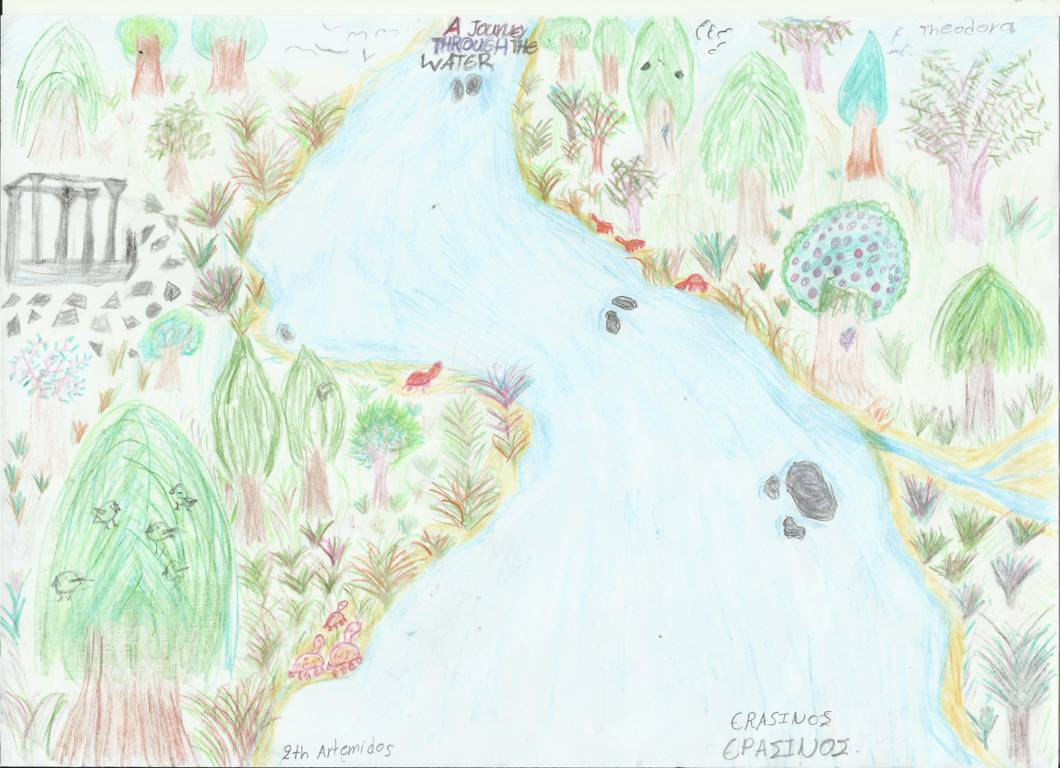 A JOURNEY
THROUGH THE
WATER
Theodora
ERASINOS
ΕΡΑΣΙΝΟΣ
2th Artemidos